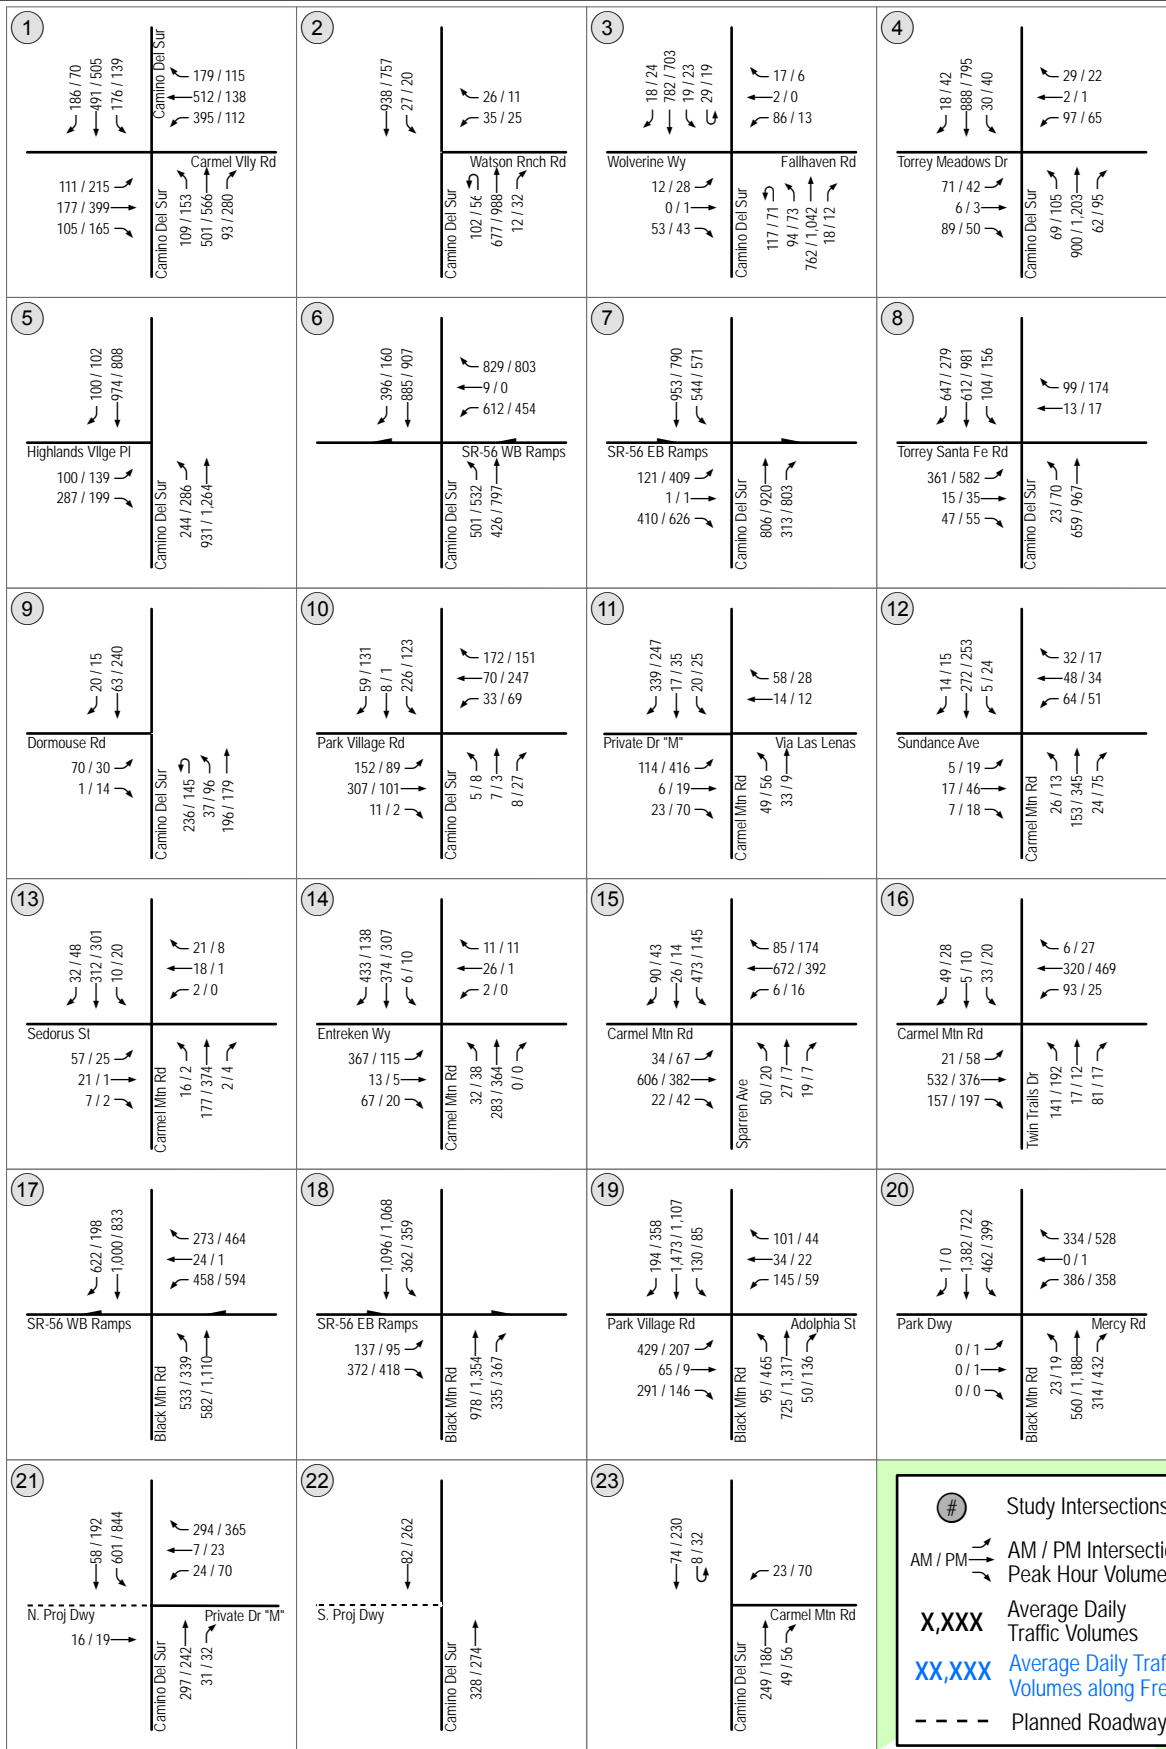 1
186 / 70
491 / 505
176 / 139
Camino Del Sur
179 / 115
512 / 138
395 / 112
Carmel Vlly Rd
111 / 215
177 / 399
105 / 165
Camino Del Sur
109 / 153
501 / 566
93 / 280
2
938 / 757
27 / 20
26 / 11
35 / 25
Watson Rnch Rd
Camino Del Sur
102 / 56
677 / 988
12 / 32
3
18 / 24
782 / 703
19 / 23
29 / 19
17 / 6
2 / 0
86 / 13
Wolverine Wy
Fallhaven Rd
12 / 28
0 / 1
53 / 43
Camino Del Sur
117 / 71
94 / 73
762 / 1,042
18 / 12
4
18 / 42
888 / 795
30 / 40
29 / 22
2 / 1
97 / 65
Torrey Meadows Dr
71 / 42
6 / 3
89 / 50
Camino Del Sur
69 / 105
900 / 1,203
62 / 95
5
100 / 102
974 / 808
Highlands Vllge Pl
100 / 139
287 / 199
Camino Del Sur
244 / 286
931 / 1,264
6
396 / 160
885 / 907
829 / 803
9 / 0
612 / 454
SR-56 WB Ramps
Camino Del Sur
501 / 532
426 / 797
7
953 / 790
544 / 571
SR-56 EB Ramps
121 / 409
1 / 1
410 / 626
Camino Del Sur
806 / 920
313 / 803
8
647 / 279
612 / 981
104 / 156
99 / 174
13 / 17
Torrey Santa Fe Rd
361 / 582
15 / 35
47 / 55
Camino Del Sur
23 / 70
659 / 967
9
20 / 15
63 / 240
Dormouse Rd
70 / 30
1 / 14
Camino Del Sur
236 / 145
37 / 96
196 / 179
10
59 / 131
8 / 1
226 / 123
172 / 151
70 / 247
33 / 69
Park Village Rd
152 / 89
307 / 101
11 / 2
Camino Del Sur
5 / 8
7 / 3
8 / 27
11
339 / 247
17 / 35
20 / 25
58 / 28
14 / 12
Private Dr "M"
Via Las Lenas
114 / 416
6 / 19
23 / 70
Carmel Mtn Rd
49 / 56
33 / 9
12
14 / 15
272 / 253
5 / 24
32 / 17
48 / 34
64 / 51
Sundance Ave
5 / 19
17 / 46
7 / 18
Carmel Mtn Rd
26 / 13
153 / 345
24 / 75
13
32 / 48
312 / 301
10 / 20
21 / 8
18 / 1
2 / 0
Sedorus St
57 / 25
21 / 1
7 / 2
Carmel Mtn Rd
16 / 2
177 / 374
2 / 4
14
433 / 138
374 / 307
6 / 10
11 / 11
26 / 1
2 / 0
Entreken Wy
367 / 115
13 / 5
67 / 20
Carmel Mtn Rd
32 / 38
283 / 364
0 / 0
15
90 / 43
26 / 14
473 / 145
85 / 174
672 / 392
6 / 16
Carmel Mtn Rd
34 / 67
606 / 382
22 / 42
Sparren Ave
50 / 20
27 / 7
19 / 7
16
49 / 28
5 / 10
33 / 20
6 / 27
320 / 469
93 / 25
Carmel Mtn Rd
21 / 58
532 / 376
157 / 197
Twin Trails Dr
141 / 192
17 / 12
81 / 17
17
622 / 198
1,000 / 833
273 / 464
24 / 1
458 / 594
SR-56 WB Ramps
Black Mtn Rd
533 / 339
582 / 1,110
18
1,096 / 1,068
362 / 359
SR-56 EB Ramps
137 / 95
372 / 418
Black Mtn Rd
978 / 1,354
335 / 367
19
194 / 358
1,473 / 1,107
130 / 85
101 / 44
34 / 22
145 / 59
Park Village Rd
Adolphia St
429 / 207
65 / 9
291 / 146
Black Mtn Rd
95 / 465
725 / 1,317
50 / 136
20
1 / 0
1,382 / 722
462 / 399
334 / 528
0 / 1
386 / 358
Park Dwy
Mercy Rd
0 / 1
0 / 1
0 / 0
Black Mtn Rd
23 / 19
560 / 1,188
314 / 432
21
58 / 192
601 / 844
294 / 365
7 / 23
24 / 70
N. Proj Dwy
Private Dr "M"
16 / 19
Camino Del Sur
297 / 242
31 / 32
22
82 / 262
S. Proj Dwy
Camino Del Sur
328 / 274
23
74 / 230
8 / 32
23 / 70
Carmel Mtn Rd
Camino Del Sur
249 / 186
49 / 56
# Study Intersections
AM / PM AM / PM Intersectio
Peak Hour Volume
X,XXX Average Daily
Traffic Volumes
XX,XXX Average Daily Traf
Volumes along Fre
Planned Roadway